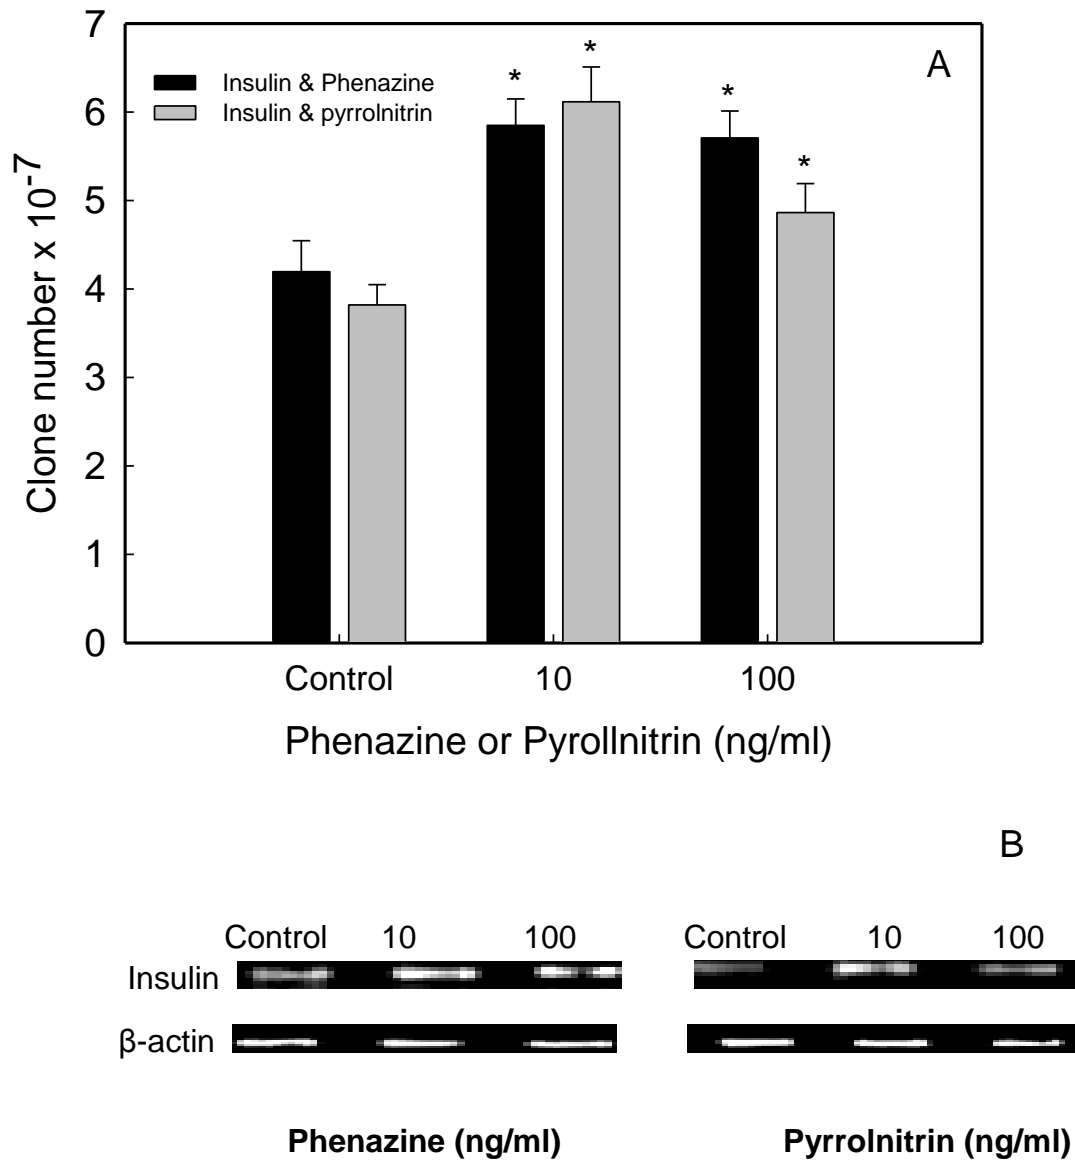 7
A
Insulin & Phenazine
Insulin & pyrrolnitrin
* * * *
6
5
4
3
2
1
0
Clone number x 10-7
Control 10 100
Phenazine or Pyrollnitrin (ng/ml)
B
Control 10 100 Control 10 100
Insulin
β-actin
Phenazine (ng/ml) Pyrrolnitrin (ng/ml)